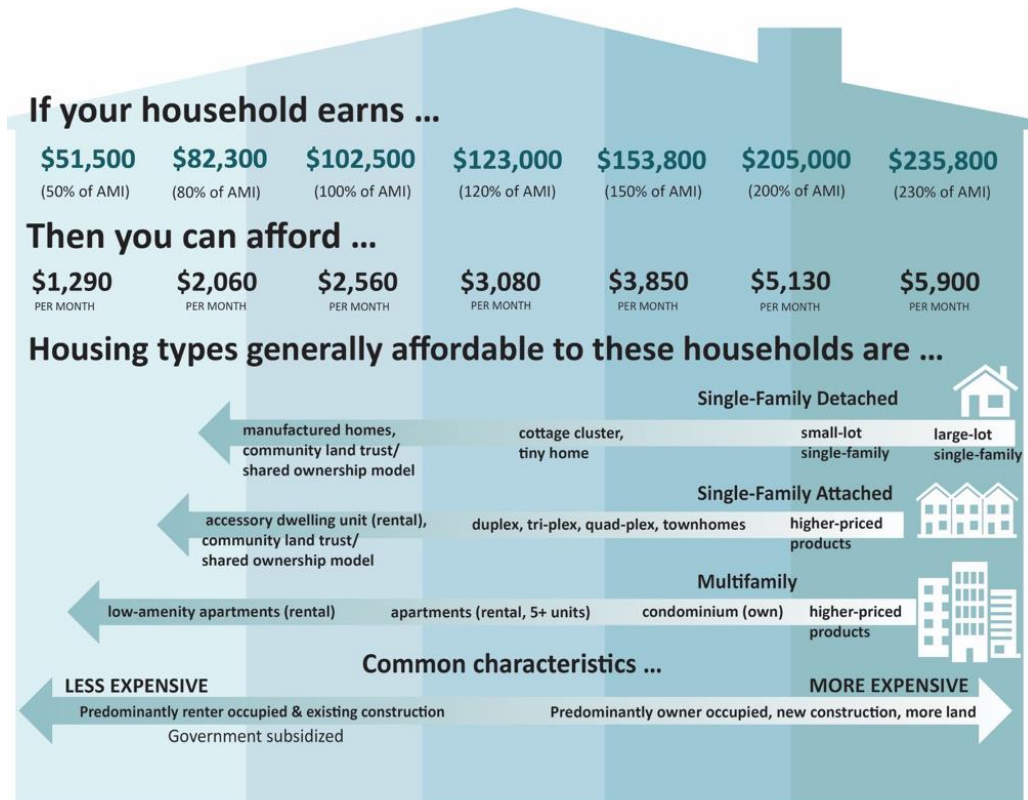 If your household earns ...
$51,500 $82,300 $102,500 $123,000 $153,800 $205,000 $235,800
(50% of AMI) (80% of AMI) (100% of AMI) (120% of AMI) (150% of AMI) (200% of AMI) (230% of AMI)
Then you can afford ...
$1,290 $2,060 $2,560 $3,080 $3,850 $5,130 $5,900
PER MONTH PER MONTH PER MONTH PER MONTH PER MONTH PER MONTH PER MONTH
Housing types generally affordable to these households are ...
Single-Family Detached
manufactured homes,
community land trust/
shared ownership model
cottage cluster,
tiny home
small-lot
single-family
large-lot
single-family
Single-Family Attached
accessory dwelling unit (rental),
community land trust/
shared ownership model
duplex, tri-plex, quad-plex, townhomes
higher-priced
products
Multifamily
low-amenity apartments (rental)
apartments (rental, 5+ units)
condominium (own)
higher-priced
products
Common characteristics ...
LESS EXPENSIVE
MORE EXPENSIVE
Predominantly renter occupied & existing construction
Predominantly owner occupied, new construction, more land
Government subsidized